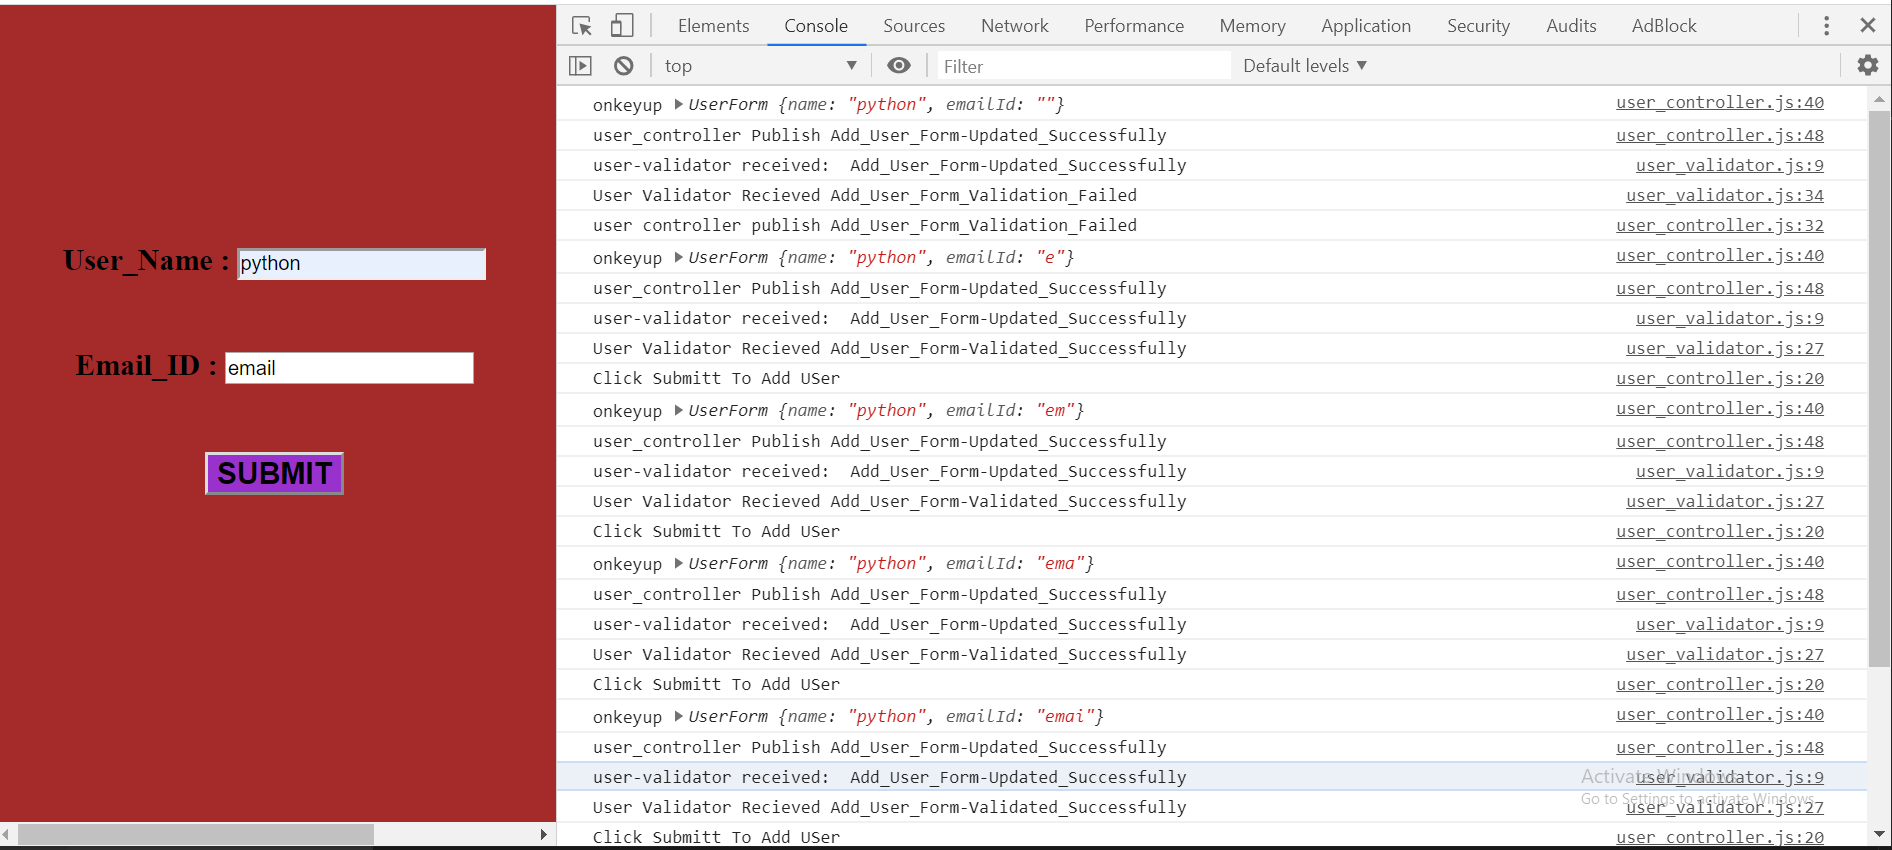 Elements Console Sources Network Performance Memory Application Security Audits AdBlock
top Filter Default levels
onkeyup UserForm {name: "python", emailId: ""} user_controller.js:40
user_controller Publish Add_User_Form-Updated_Successfully user_controller.js:48
user-validator received: Add_User_Form-Updated_Successfully user_validator.js:9
User Validator Recieved Add_User_Form_Validation_Failed user_validator.js:34
user controller publish Add_User_Form_Validation_Failed user_controller.js:32
onkeyup UserForm {name: "python", emailId: "e"} user_controller.js:40
user_controller Publish Add_User_Form-Updated_Successfully user_controller.js:48
user-validator received: Add_User_Form-Updated_Successfully user_validator.js:9
User Validator Recieved Add_User_Form-Validated_Successfully user_validator.js:27
Click Submitt To Add USer user_controller.js:20
onkeyup UserForm {name: "python", emailId: "em"} user_controller.js:40
user_controller Publish Add_User_Form-Updated_Successfully user_controller.js:48
user-validator received: Add_User_Form-Updated_Successfully user_validator.js:9
User Validator Recieved Add_User_Form-Validated_Successfully user_validator.js:27
Click Submitt To Add USer user_controller.js:20
onkeyup UserForm {name: "python", emailId: "ema"} user_controller.js:40
user_controller Publish Add_User_Form-Updated_Successfully user_controller.js:48
user-validator received: Add_User_Form-Updated_Successfully user_validator.js:9
User Validator Recieved Add_User_Form-Validated_Successfully user_validator.js:27
Click Submitt To Add USer user_controller.js:20
onkeyup UserForm {name: "python", emailId: "emai"} user_controller.js:40
user_controller Publish Add_User_Form-Updated_Successfully user_controller.js:48
user-validator received: Add_User_Form-Updated_Successfully user_validator.js:9
User Validator Recieved Add_User_Form-Validated_Successfully user_validator.js:27
Click Submitt To Add USer user_controller.js:20
User_Name : python
Email_ID : email
SUBMIT
Activate Windows
Go to Settings to activate Windows.